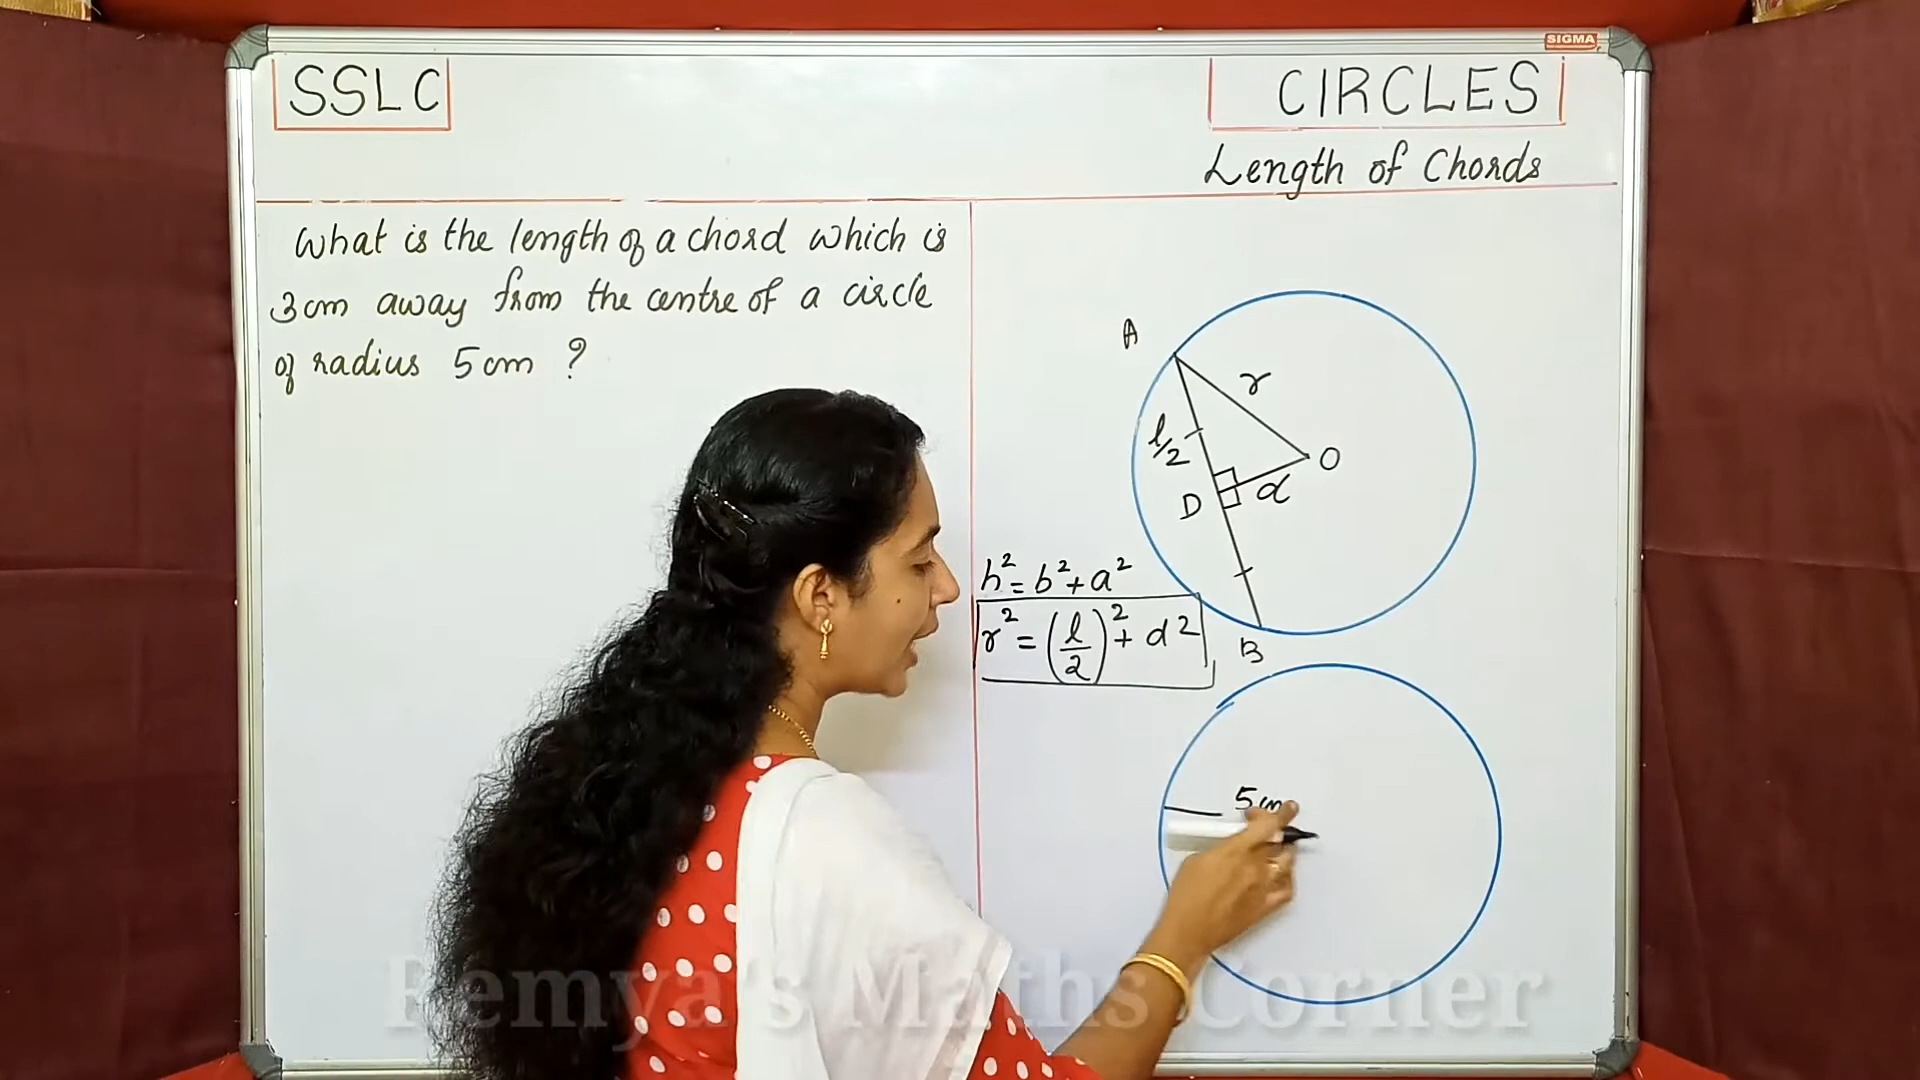 SIGMA
SSLC
CIRCLES
Length of Chords
What is the length of a chord which is
3cm away from the centre of a circle
of radius 5cm ?
A
r
l/2
O
D
d
h² = b² + a²
r² = (l/2)² + d²
B
5cm
Remya's Maths Corner